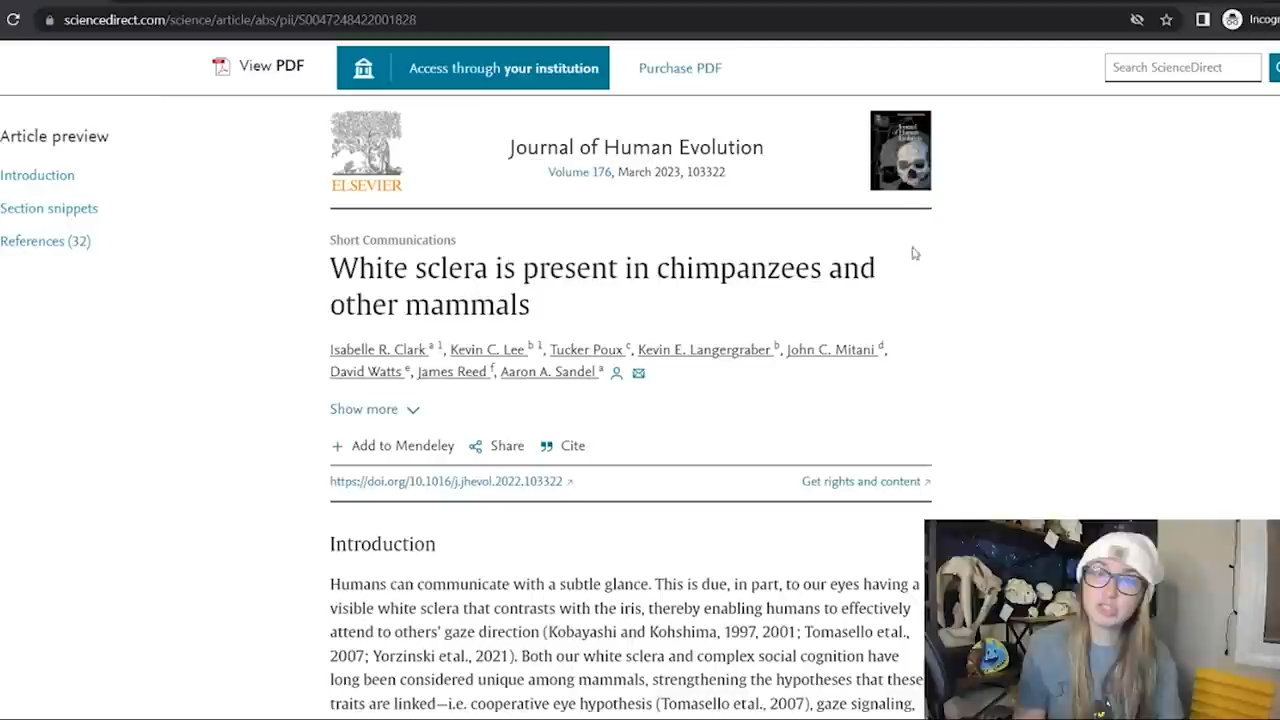 sciencedirect.com/science/article/abs/pii/S0047248422001828
Incog
View PDF
Access through your institution
Purchase PDF
Search ScienceDirect
Article preview
Introduction
Section snippets
References (32)
ELSEVIER
Journal of Human Evolution
Volume 176, March 2023, 103322
Short Communications
White sclera is present in chimpanzees and
other mammals
Isabelle R. Clark a 1, Kevin C. Lee b 1, Tucker Poux c, Kevin E. Langergraber b, John C. Mitani d,
David Watts e, James Reed f, Aaron A. Sandel a
Show more
Add to Mendeley Share Cite
https://doi.org/10.1016/j.jhevol.2022.103322
Get rights and content
Introduction
Humans can communicate with a subtle glance. This is due, in part, to our eyes having a
visible white sclera that contrasts with the iris, thereby enabling humans to effectively
attend to others' gaze direction (Kobayashi and Kohshima, 1997, 2001; Tomasello etal.,
2007; Yorzinski etal., 2021). Both our white sclera and complex social cognition have
long been considered unique among mammals, strengthening the hypotheses that these
traits are linked—i.e. cooperative eye hypothesis (Tomasello etal., 2007), gaze signaling,